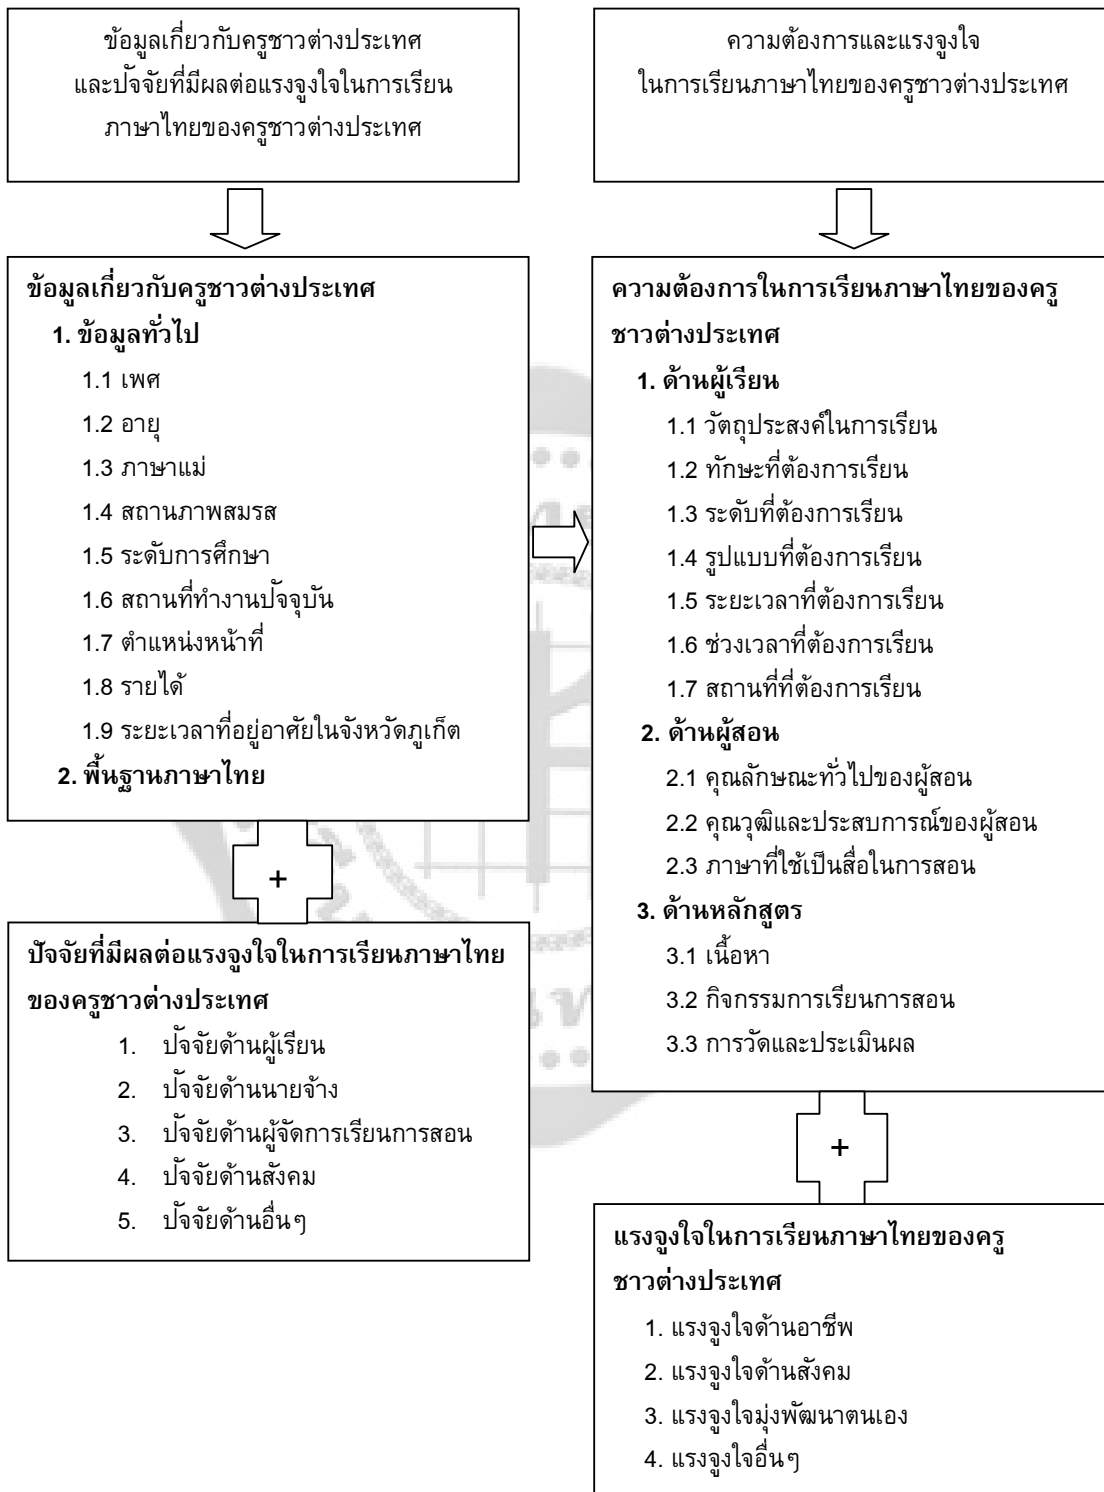 ข้อมูลเกี่ยวกับครูชาวต่างประเทศ
และปัจจัยที่มีผลต่อแรงจูงใจในการเรียน
ภาษาไทยของครูชาวต่างประเทศ
ความต้องการและแรงจูงใจ
ในการเรียนภาษาไทยของครูชาวต่างประเทศ
ข้อมูลเกี่ยวกับครูชาวต่างประเทศ
1. ข้อมูลทั่วไป
1.1 เพศ
1.2 อายุ
1.3 ภาษาแม่
1.4 สถานภาพสมรส
1.5 ระดับการศึกษา
1.6 สถานที่ทำงานปัจจุบัน
1.7 ตำแหน่งหน้าที่
1.8 รายได้
1.9 ระยะเวลาที่อยู่อาศัยในจังหวัดภูเก็ต
2. พื้นฐานภาษาไทย
+
ปัจจัยที่มีผลต่อแรงจูงใจในการเรียนภาษาไทย
ของครูชาวต่างประเทศ
1. ปัจจัยด้านผู้เรียน
2. ปัจจัยด้านนายจ้าง
3. ปัจจัยด้านผู้จัดการเรียนการสอน
4. ปัจจัยด้านสังคม
5. ปัจจัยด้านอื่นๆ
ความต้องการในการเรียนภาษาไทยของครู
ชาวต่างประเทศ
1. ด้านผู้เรียน
1.1 วัตถุประสงค์ในการเรียน
1.2 ทักษะที่ต้องการเรียน
1.3 ระดับที่ต้องการเรียน
1.4 รูปแบบที่ต้องการเรียน
1.5 ระยะเวลาที่ต้องการเรียน
1.6 ช่วงเวลาที่ต้องการเรียน
1.7 สถานที่ที่ต้องการเรียน
2. ด้านผู้สอน
2.1 คุณลักษณะทั่วไปของผู้สอน
2.2 คุณวุฒิและประสบการณ์ของผู้สอน
2.3 ภาษาที่ใช้เป็นสื่อในการสอน
3. ด้านหลักสูตร
3.1 เนื้อหา
3.2 กิจกรรมการเรียนการสอน
3.3 การวัดและประเมินผล
+
แรงจูงใจในการเรียนภาษาไทยของครู
ชาวต่างประเทศ
1. แรงจูงใจด้านอาชีพ
2. แรงจูงใจด้านสังคม
3. แรงจูงใจมุ่งพัฒนาตนเอง
4. แรงจูงใจอื่นๆ